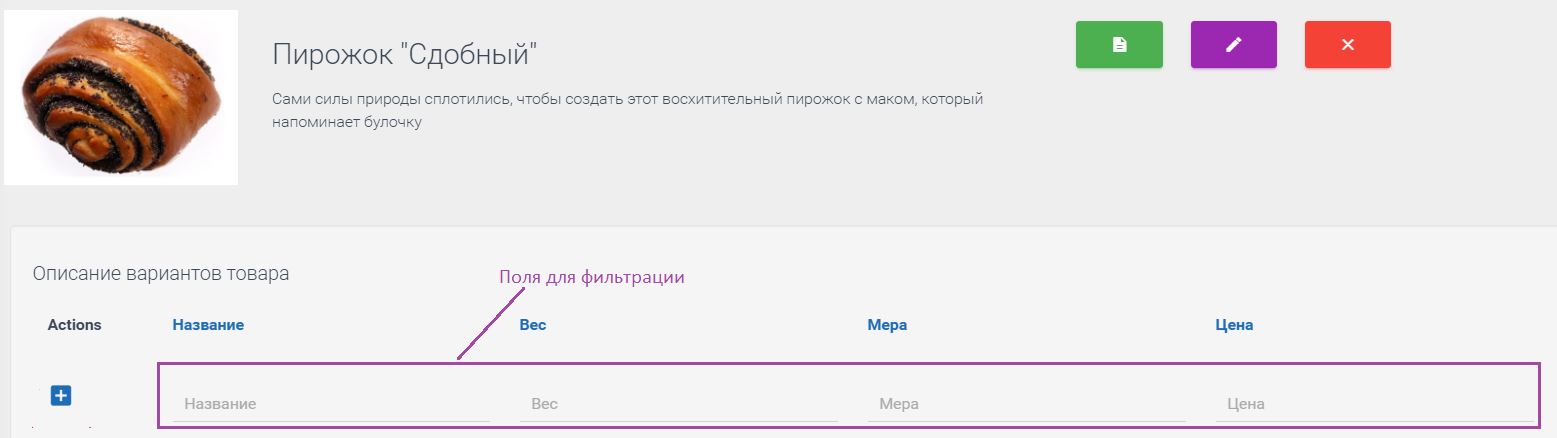 Пирожок "Сдобный"
Сами силы природы сплотились, чтобы создать этот восхитительный пирожок с маком, который
напоминает булочку
Описание вариантов товара
Поля для фильтрации
Actions Название Вес Мера Цена
Название Вес Мера Цена